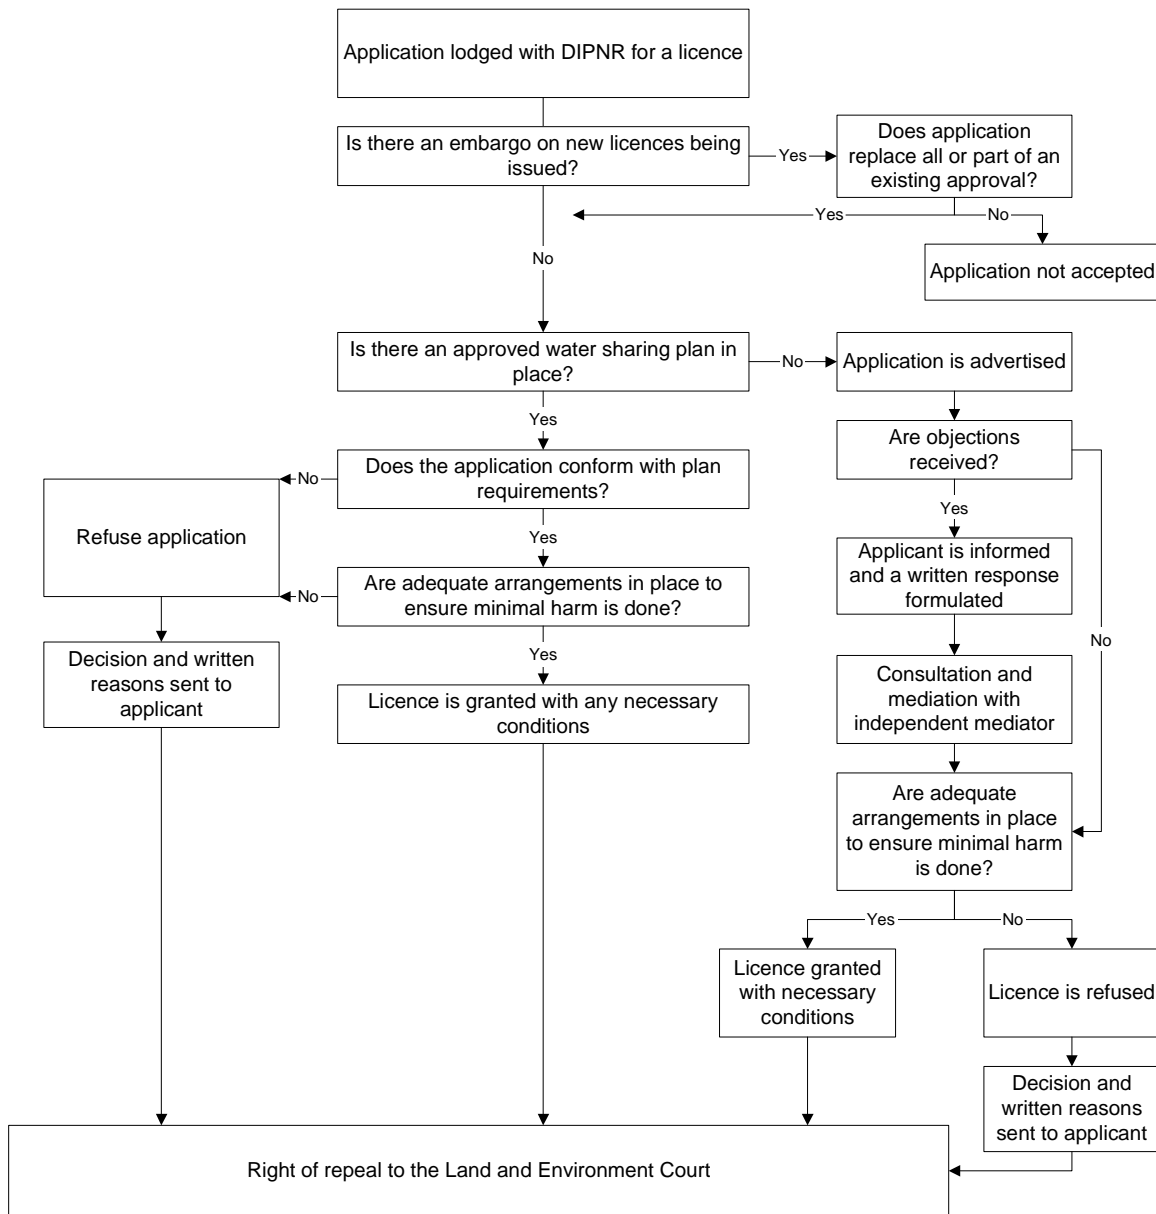 Application lodged with DIPNR for a licence
Is there an embargo on new licences being
issued?
Yes
Does application
replace all or part of an
existing approval?
Yes
No
No
Application not accepted
Is there an approved water sharing plan in
place?
No
Application is advertised
Yes
Are objections
received?
Does the application conform with plan
requirements?
No
Refuse application
Yes
Yes
Applicant is informed
and a written response
formulated
Are adequate arrangements in place to
ensure minimal harm is done?
No
No
Decision and written
reasons sent to
applicant
Yes
Consultation and
mediation with
independent mediator
Licence is granted with any necessary
conditions
Are adequate
arrangements in place
to ensure minimal harm
is done?
Yes
No
Licence granted
with necessary
conditions
Licence is refused
Decision and
written reasons
sent to applicant
Right of repeal to the Land and Environment Court